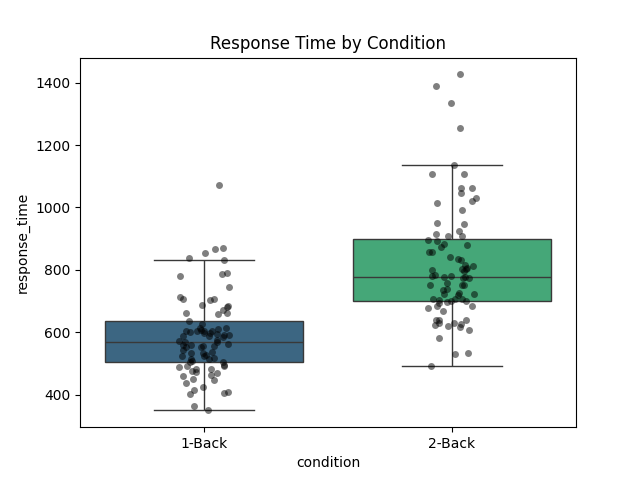 Response Time by Condition
1400
1200
1000
800
600
400
response_time
1-Back
2-Back
condition